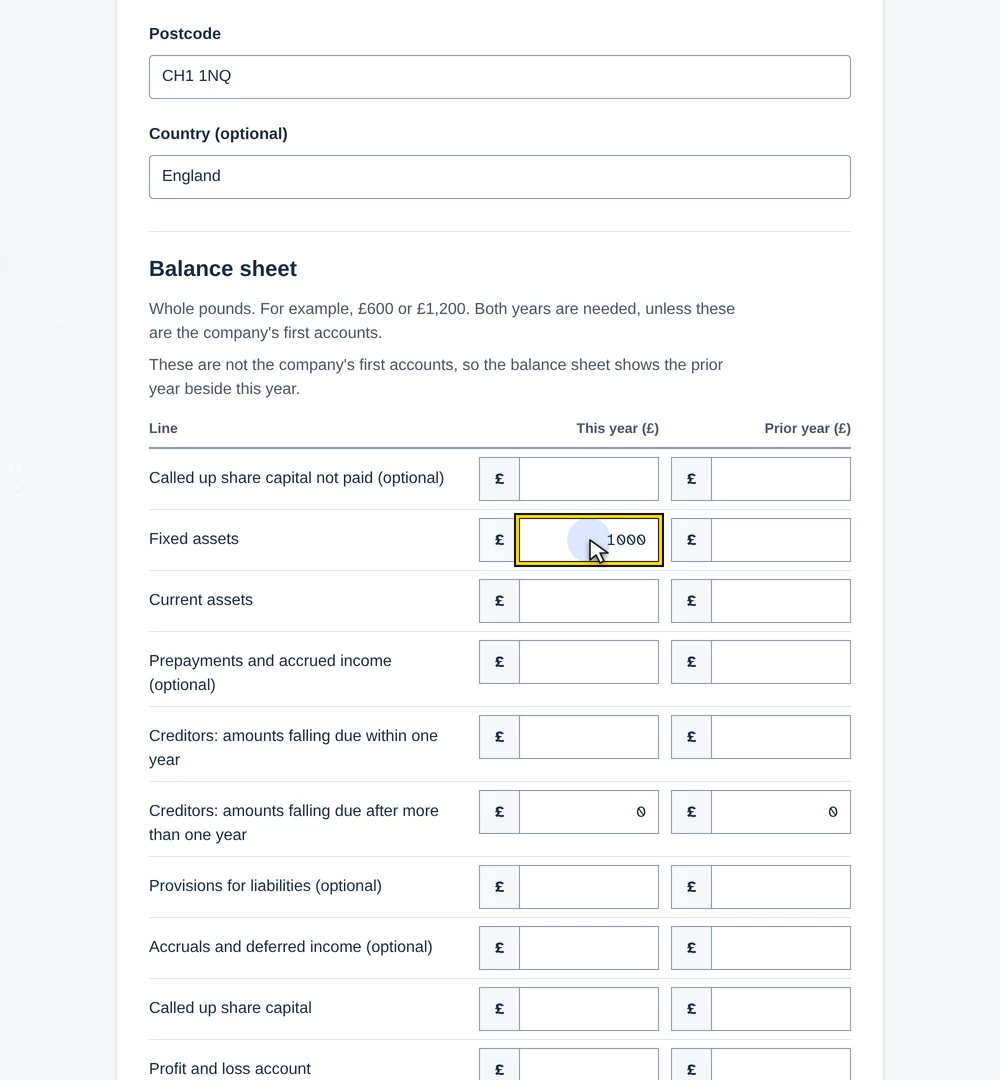 Postcode
CH1 1NQ
Country (optional)
England
Balance sheet
Whole pounds. For example, £600 or £1,200. Both years are needed, unless these
are the company's first accounts.
These are not the company's first accounts, so the balance sheet shows the prior
year beside this year.
Line This year (£) Prior year (£)
Called up share capital not paid (optional) £ £
Fixed assets £ 1000 £
Current assets £ £
Prepayments and accrued income
(optional) £ £
Creditors: amounts falling due within one
year £ £
Creditors: amounts falling due after more
than one year £ 0 £ 0
Provisions for liabilities (optional) £ £
Accruals and deferred income (optional) £ £
Called up share capital £ £
Profit and loss account £ £